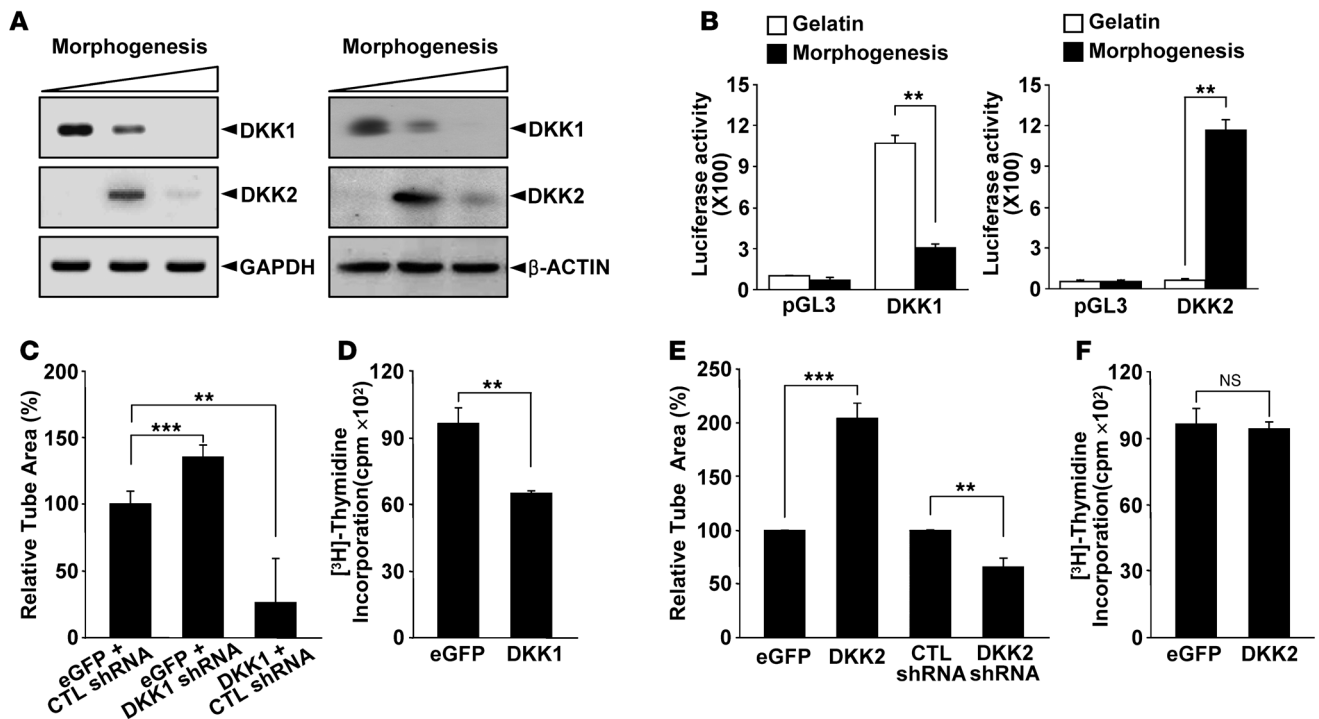 A
Morphogenesis
DKK1
DKK2
GAPDH
Morphogenesis
DKK1
DKK2
β-ACTIN
B
Gelatin
Morphogenesis
Luciferase activity
(X100)
15
12
9
6
3
0
**
pGL3
DKK1
Gelatin
Morphogenesis
Luciferase activity
(X100)
15
12
9
6
3
0
**
pGL3
DKK2
C
Relative Tube Area (%)
200
150
100
50
0
**
***
eGFP +
CTL shRNA
eGFP +
DKK1 shRNA
DKK1 +
CTL shRNA
D
[³H]-Thymidine
Incorporation(cpm ×10²)
120
90
60
30
0
**
eGFP
DKK1
E
Relative Tube Area (%)
250
200
150
100
50
0
***
**
eGFP
DKK2
CTL
shRNA
DKK2
shRNA
F
[³H]-Thymidine
Incorporation(cpm ×10²)
120
90
60
30
0
NS
eGFP
DKK2